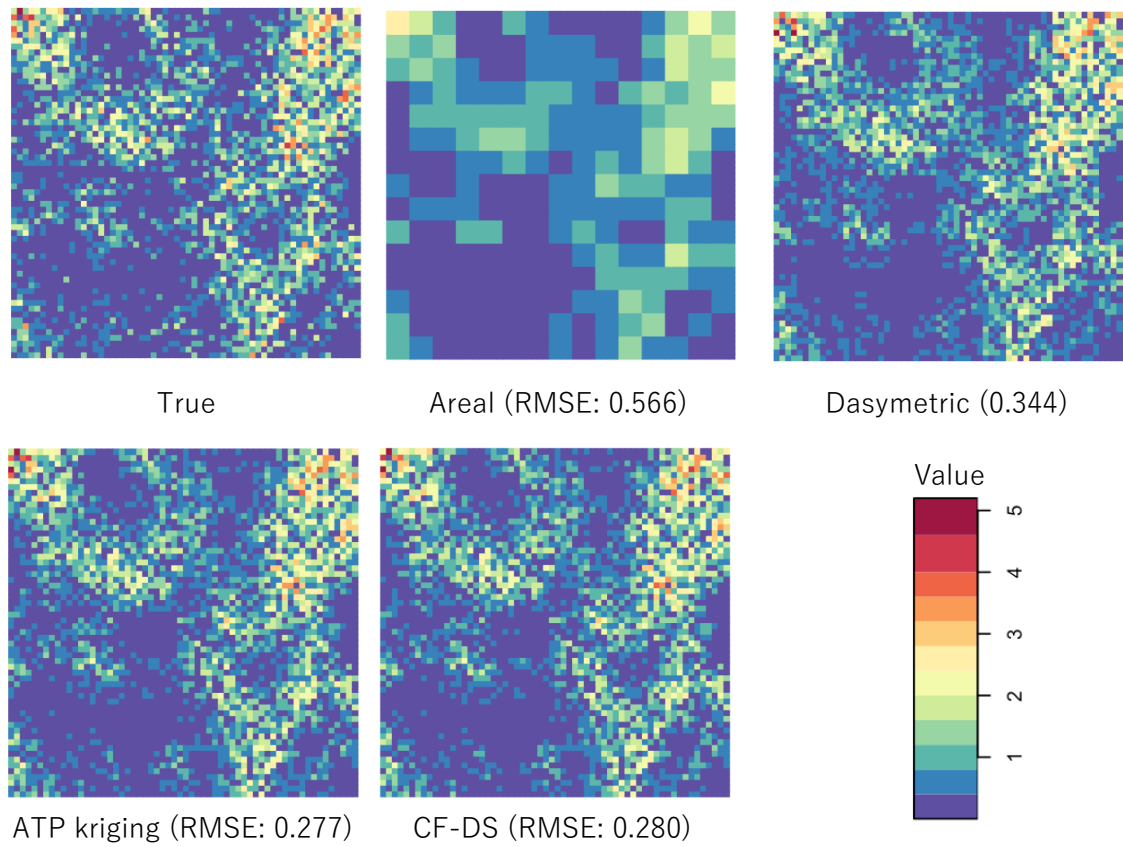 True
Areal (RMSE: 0.566)
Dasymetric (0.344)
Value
5
4
3
2
1
ATP kriging (RMSE: 0.277)
CF-DS (RMSE: 0.280)